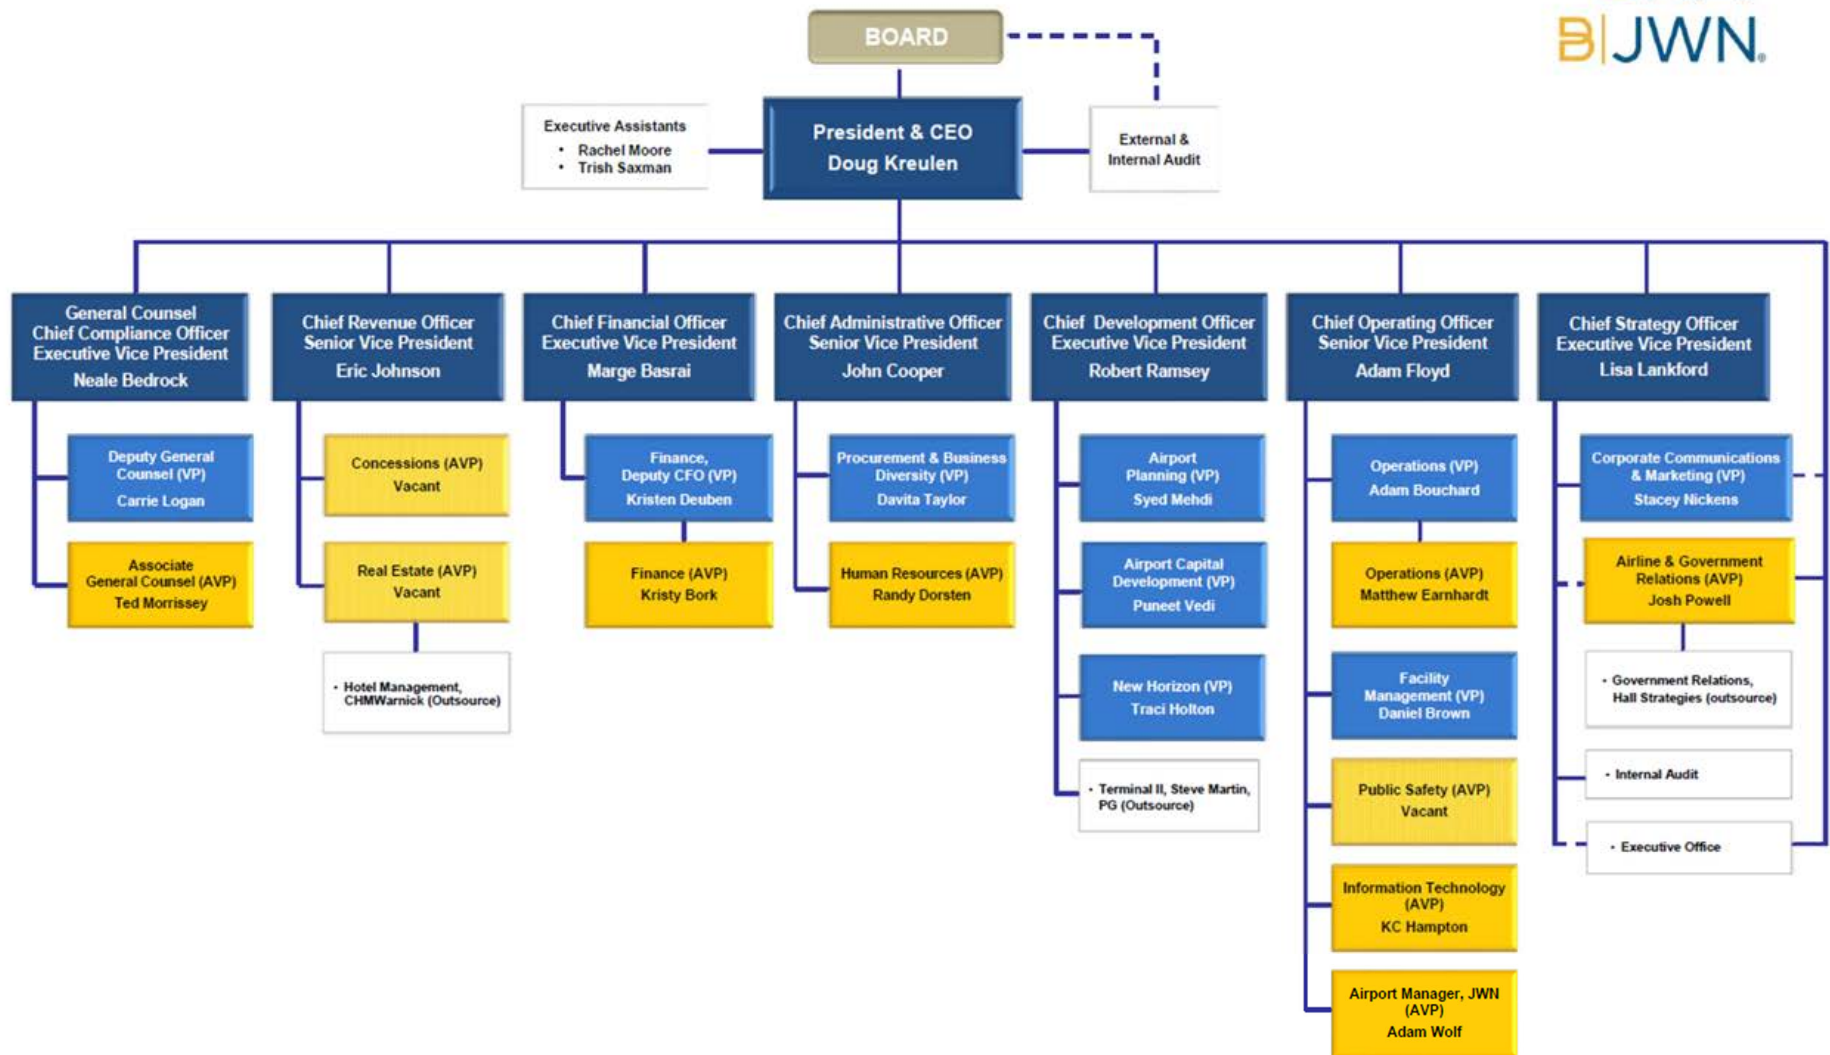 BOARD
B|JWN®
Executive Assistants
• Rachel Moore
• Trish Saxman
President & CEO
Doug Kreulen
External &
Internal Audit
General Counsel
Chief Compliance Officer
Executive Vice President
Neale Bedrock
Chief Revenue Officer
Senior Vice President
Eric Johnson
Chief Financial Officer
Executive Vice President
Marge Basrai
Chief Administrative Officer
Senior Vice President
John Cooper
Chief Development Officer
Executive Vice President
Robert Ramsey
Chief Operating Officer
Senior Vice President
Adam Floyd
Chief Strategy Officer
Executive Vice President
Lisa Lankford
Deputy General
Counsel (VP)
Carrie Logan
Associate
General Counsel (AVP)
Ted Morrissey
Concessions (AVP)
Vacant
Real Estate (AVP)
Vacant
• Hotel Management,
CHMWarnick (Outsource)
Finance,
Deputy CFO (VP)
Kristen Deuben
Finance (AVP)
Kristy Bork
Procurement & Business
Diversity (VP)
Davita Taylor
Human Resources (AVP)
Randy Dorsten
Airport
Planning (VP)
Syed Mehdi
Airport Capital
Development (VP)
Puneet Vedi
New Horizon (VP)
Traci Holton
• Terminal II, Steve Martin,
PG (Outsource)
Operations (VP)
Adam Bouchard
Operations (AVP)
Matthew Earnhardt
Facility
Management (VP)
Daniel Brown
Public Safety (AVP)
Vacant
Information Technology
(AVP)
KC Hampton
Airport Manager, JWN
(AVP)
Adam Wolf
Corporate Communications
& Marketing (VP)
Stacey Nickens
Airline & Government
Relations (AVP)
Josh Powell
• Government Relations,
Hall Strategies (outsource)
• Internal Audit
• Executive Office